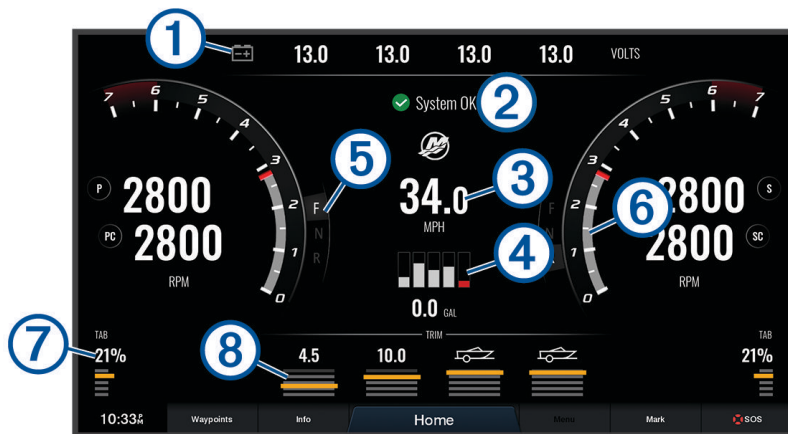 1
13.0 13.0 13.0 13.0 VOLTS
2
System OK
7 6 5 4 3 2 1 0
7 6 5 4 3 2 1 0
5
F
N
R
3
34.0
MPH
P 2800
PC 2800
RPM
6
F
N
2800 S
2800 SC
RPM
4
0.0 GAL
TRIM
7
TAB
21%
8
4.5 10.0
TAB
21%
10:33PM Waypoints Info Home Menu Mark SOS